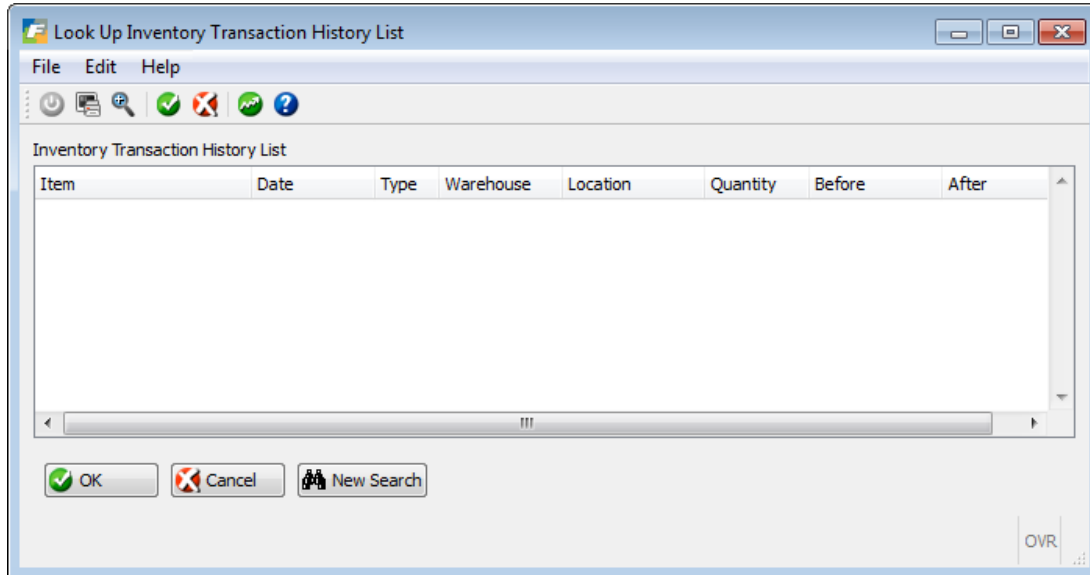 Look Up Inventory Transaction History List
File Edit Help
Inventory Transaction History List
Item Date Type Warehouse Location Quantity Before After
OK Cancel New Search
OVR